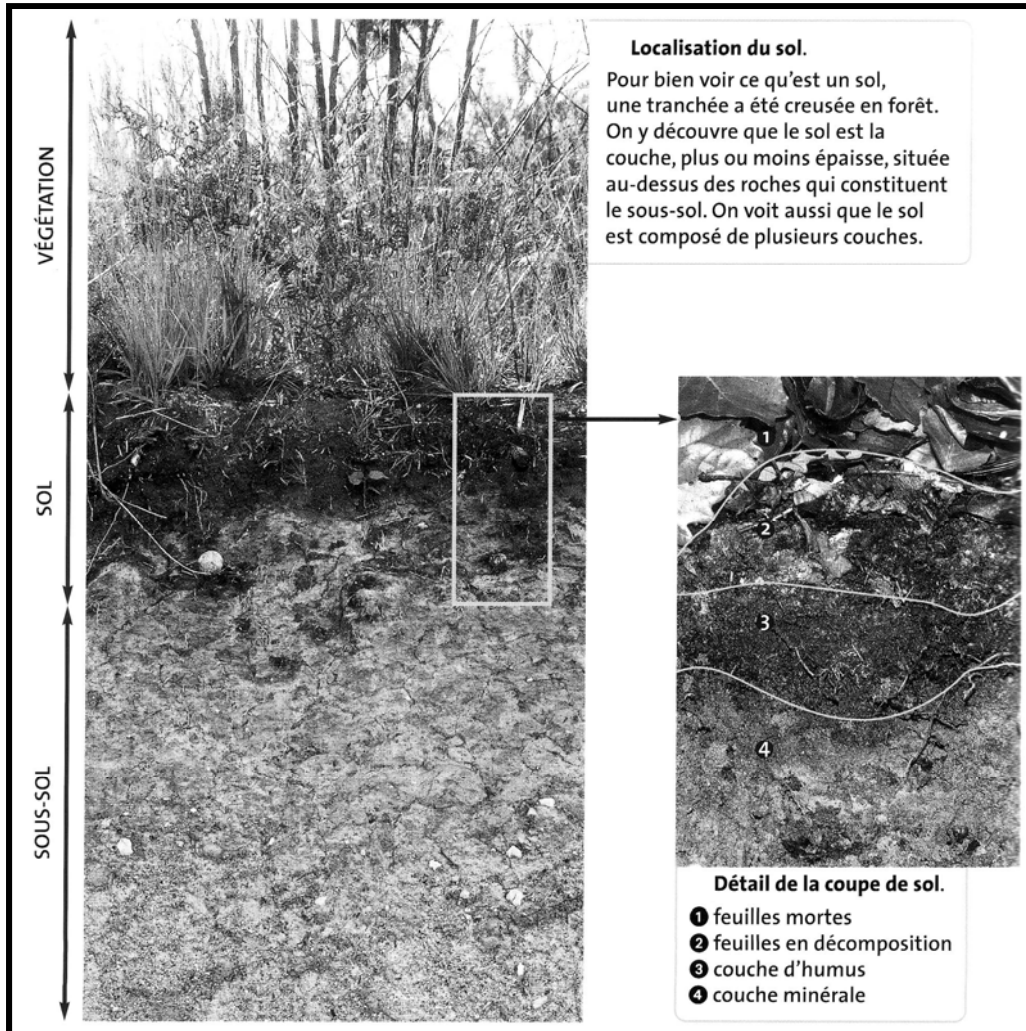 Localisation du sol.
Pour bien voir ce qu'est un sol,
une tranchée a été creusée en forêt.
On y découvre que le sol est la
couche, plus ou moins épaisse, située
au-dessus des roches qui constituent
le sous-sol. On voit aussi que le sol
est composé de plusieurs couches.
VÉGÉTATION
SOL
SOUS-SOL
1
2
3
4
Détail de la coupe de sol.
1 feuilles mortes
2 feuilles en décomposition
3 couche d'humus
4 couche minérale